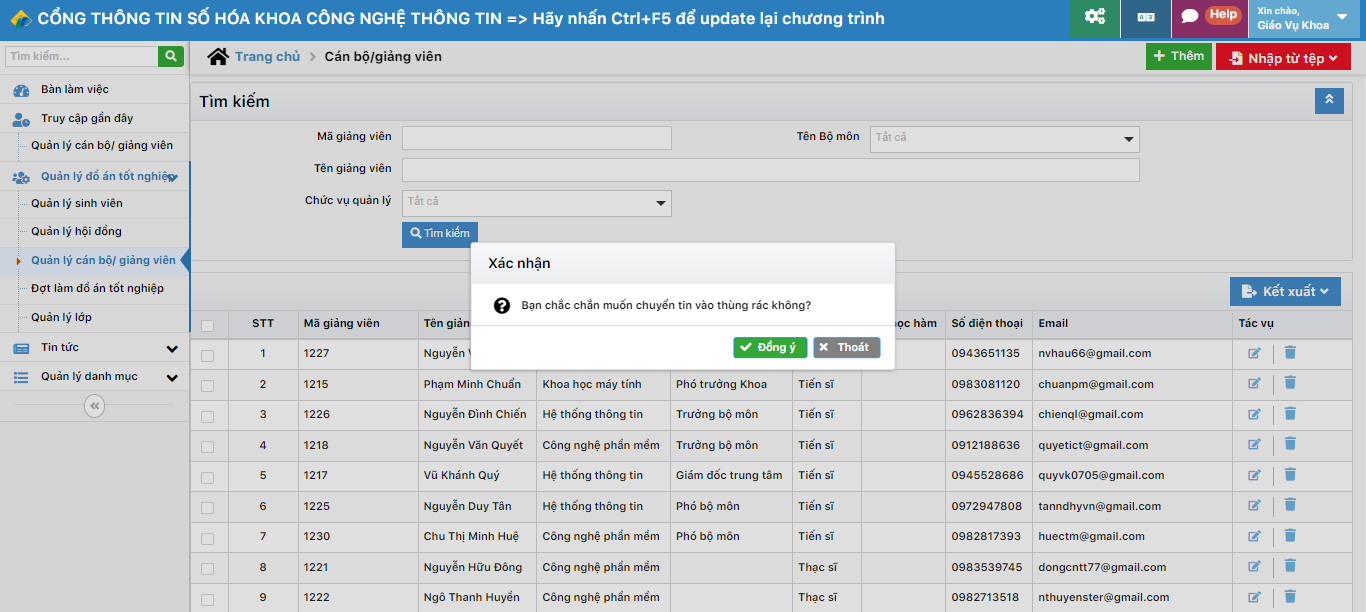 CỔNG THÔNG TIN SỐ HÓA KHOA CÔNG NGHỆ THÔNG TIN => Hãy nhấn Ctrl+F5 để update lại chương trình
Help
Xin chào,
Giáo Vụ Khoa
Tìm kiếm...
Trang chủ > Cán bộ/giảng viên
+ Thêm
Nhập từ tệp
Bàn làm việc
Truy cập gần đây
Quản lý cán bộ/ giảng viên
Quản lý đồ án tốt nghiệp
Quản lý sinh viên
Quản lý hội đồng
Quản lý cán bộ/ giảng viên
Đợt làm đồ án tốt nghiệp
Quản lý lớp
Tin tức
Quản lý danh mục
Tìm kiếm
Mã giảng viên
Tên Bộ môn Tất cả
Tên giảng viên
Chức vụ quản lý Tất cả
Tìm kiếm
Xác nhận
Bạn chắc chắn muốn chuyển tin vào thùng rác không?
Đồng ý
Thoát
Kết xuất
STT Mã giảng viên Tên học hàm Số điện thoại Email Tác vụ
1 1227 Nguyễn 0943651135 nvhau66@gmail.com
2 1215 Phạm Minh Chuẩn Khoa học máy tính Phó trưởng Khoa Tiến sĩ 0983081120 chuanpm@gmail.com
3 1226 Nguyễn Đình Chiến Hệ thống thông tin Trưởng bộ môn Tiến sĩ 0962836394 chienql@gmail.com
4 1218 Nguyễn Văn Quyết Công nghệ phần mềm Trưởng bộ môn Tiến sĩ 0912188636 quyetict@gmail.com
5 1217 Vũ Khánh Quý Hệ thống thông tin Giám đốc trung tâm Tiến sĩ 0945528686 quyvk0705@gmail.com
6 1225 Nguyễn Duy Tân Hệ thống thông tin Phó bộ môn Tiến sĩ 0972947808 tanndhyvn@gmail.com
7 1230 Chu Thị Minh Huệ Công nghệ phần mềm Phó bộ môn Tiến sĩ 0982817393 huectm@gmail.com
8 1221 Nguyễn Hữu Đông Công nghệ phần mềm Thạc sĩ 0983539745 dongcntt77@gmail.com
9 1222 Ngô Thanh Huyền Công nghệ phần mềm Thạc sĩ 0982713518 nthuyenster@gmail.com